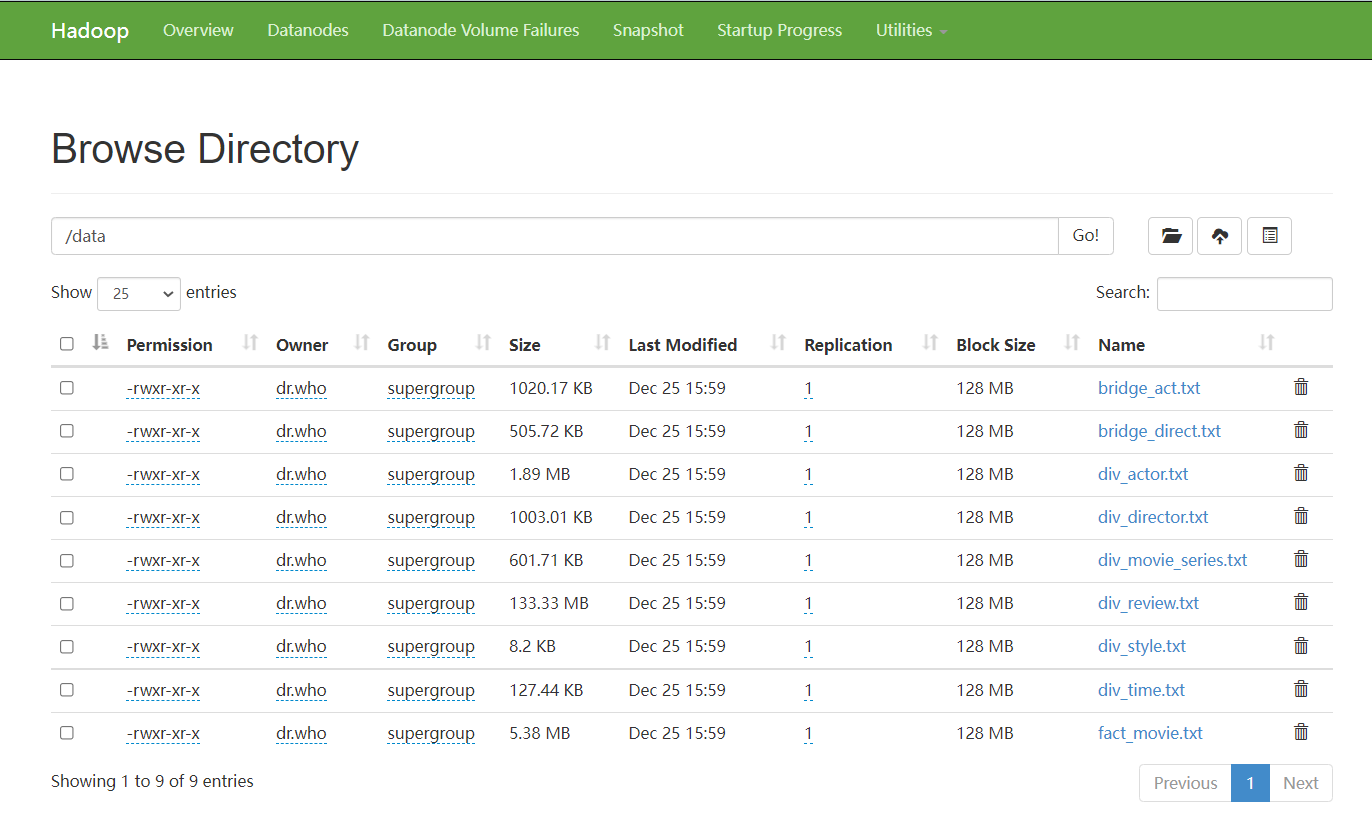 Hadoop Overview Datanodes Datanode Volume Failures Snapshot Startup Progress Utilities
Browse Directory
/data Go!
Show 25 entries Search:
Permission Owner Group Size Last Modified Replication Block Size Name
-rwxr-xr-x dr.who supergroup 1020.17 KB Dec 25 15:59 1 128 MB bridge_act.txt
-rwxr-xr-x dr.who supergroup 505.72 KB Dec 25 15:59 1 128 MB bridge_direct.txt
-rwxr-xr-x dr.who supergroup 1.89 MB Dec 25 15:59 1 128 MB div_actor.txt
-rwxr-xr-x dr.who supergroup 1003.01 KB Dec 25 15:59 1 128 MB div_director.txt
-rwxr-xr-x dr.who supergroup 601.71 KB Dec 25 15:59 1 128 MB div_movie_series.txt
-rwxr-xr-x dr.who supergroup 133.33 MB Dec 25 15:59 1 128 MB div_review.txt
-rwxr-xr-x dr.who supergroup 8.2 KB Dec 25 15:59 1 128 MB div_style.txt
-rwxr-xr-x dr.who supergroup 127.44 KB Dec 25 15:59 1 128 MB div_time.txt
-rwxr-xr-x dr.who supergroup 5.38 MB Dec 25 15:59 1 128 MB fact_movie.txt
Showing 1 to 9 of 9 entries Previous 1 Next